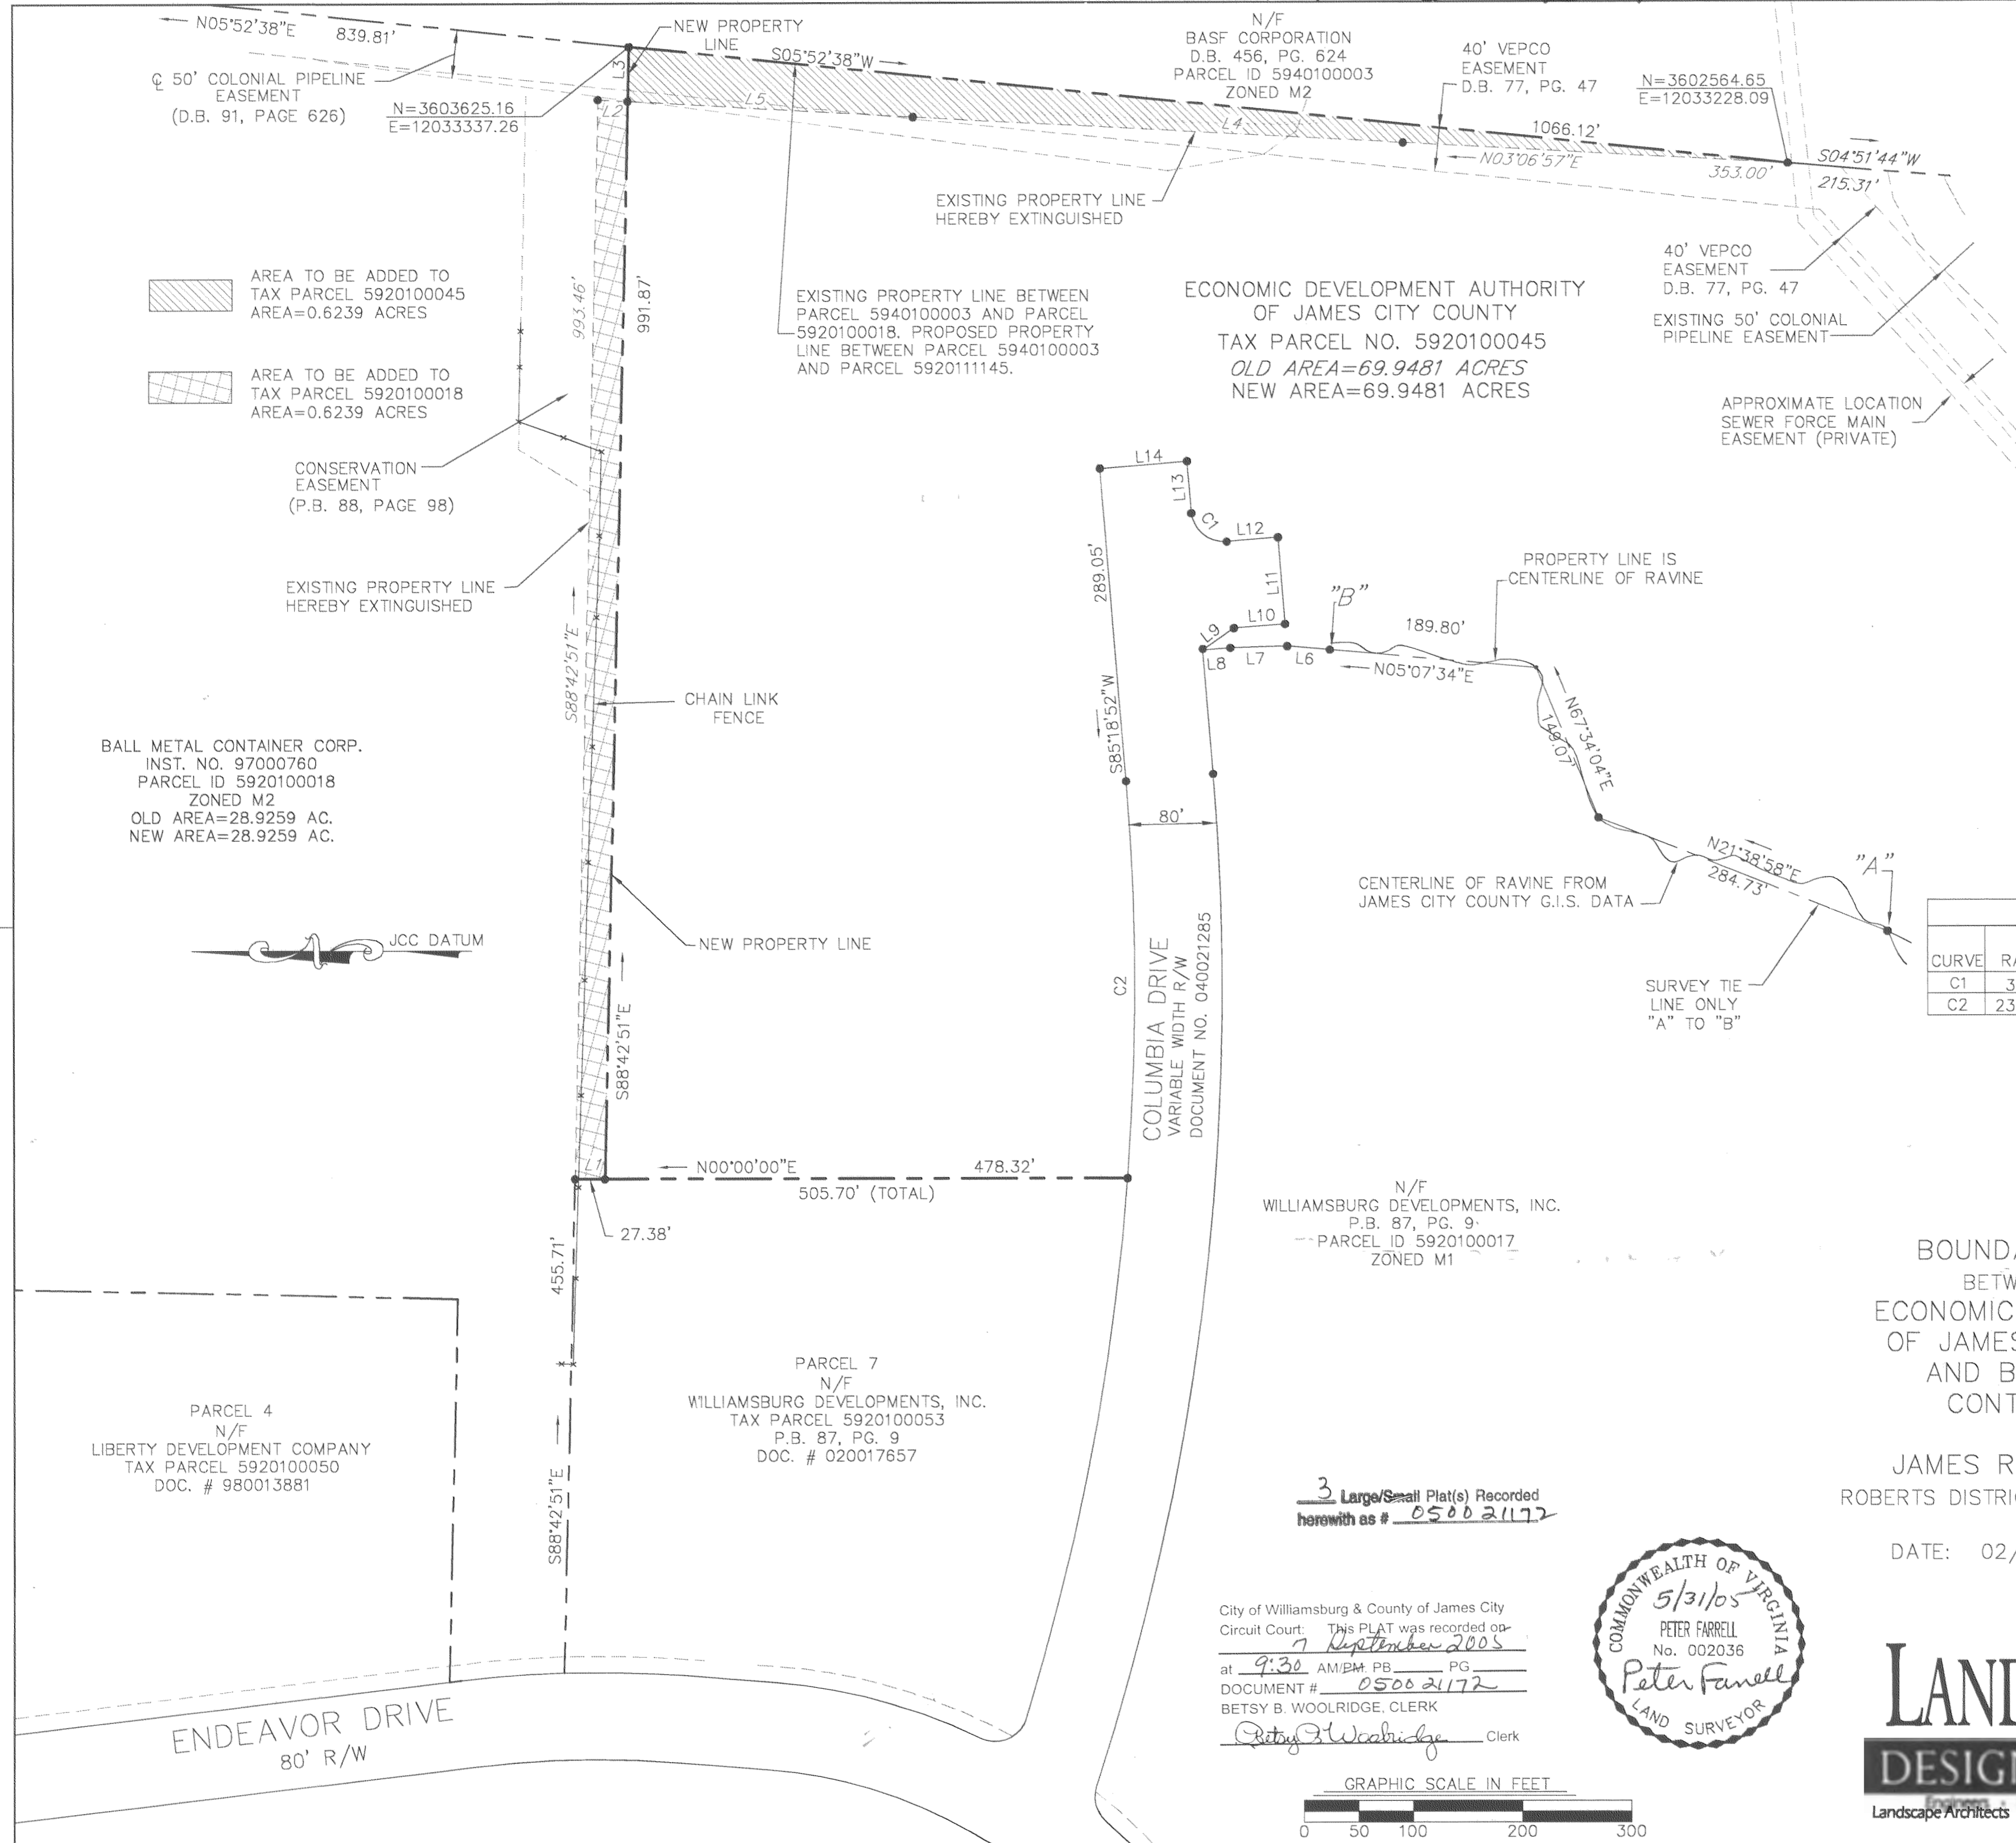 N05°52'38"E 839.81'
NEW PROPERTY
LINE
S05°52'38"W
N/F
BASF CORPORATION
D.B. 456, PG. 624
PARCEL ID 5940100003
ZONED M2
40' VEPCO
EASEMENT
D.B. 77, PG. 47
N=3602564.65
E=12033228.09
℄ 50' COLONIAL PIPELINE
EASEMENT
(D.B. 91, PAGE 626)
N=3603625.16
E=12033337.26
L3
L2
L5
L4
1066.12'
N03°06'57"E
353.00'
S04°51'44"W
215.31'
EXISTING PROPERTY LINE
HEREBY EXTINGUISHED
40' VEPCO
EASEMENT
D.B. 77, PG. 47
EXISTING 50' COLONIAL
PIPELINE EASEMENT
APPROXIMATE LOCATION
SEWER FORCE MAIN
EASEMENT (PRIVATE)
AREA TO BE ADDED TO
TAX PARCEL 5920100045
AREA=0.6239 ACRES
AREA TO BE ADDED TO
TAX PARCEL 5920100018
AREA=0.6239 ACRES
993.46'
991.87'
EXISTING PROPERTY LINE BETWEEN
PARCEL 5940100003 AND PARCEL
5920100018. PROPOSED PROPERTY
LINE BETWEEN PARCEL 5940100003
AND PARCEL 5920111145.
ECONOMIC DEVELOPMENT AUTHORITY
OF JAMES CITY COUNTY
TAX PARCEL NO. 5920100045
OLD AREA=69.9481 ACRES
NEW AREA=69.9481 ACRES
CONSERVATION
EASEMENT
(P.B. 88, PAGE 98)
EXISTING PROPERTY LINE
HEREBY EXTINGUISHED
S88°42'51"E
CHAIN LINK
FENCE
L14
L13
C1
L12
L11
L10
L9
L8
L7
L6
289.05'
S85°18'52"W
80'
"B"
189.80'
N05°07'34"E
PROPERTY LINE IS
CENTERLINE OF RAVINE
N67°34'04"E
149.07'
N21°38'58"E
284.73'
"A"
CENTERLINE OF RAVINE FROM
JAMES CITY COUNTY G.I.S. DATA
SURVEY TIE
LINE ONLY
"A" TO "B"
CURVE RA
C1 3
C2 23
BALL METAL CONTAINER CORP.
INST. NO. 97000760
PARCEL ID 5920100018
ZONED M2
OLD AREA=28.9259 AC.
NEW AREA=28.9259 AC.
JCC DATUM
NEW PROPERTY LINE
S88°42'51"E
C2
COLUMBIA DRIVE
VARIABLE WIDTH R/W
DOCUMENT NO. 040021285
L1
N00°00'00"E 478.32'
505.70' (TOTAL)
27.38'
455.71'
S88°42'51"E
N/F
WILLIAMSBURG DEVELOPMENTS, INC.
P.B. 87, PG. 9
PARCEL ID 5920100017
ZONED M1
PARCEL 4
N/F
LIBERTY DEVELOPMENT COMPANY
TAX PARCEL 5920100050
DOC. # 980013881
PARCEL 7
N/F
WILLIAMSBURG DEVELOPMENTS, INC.
TAX PARCEL 5920100053
P.B. 87, PG. 9
DOC. # 020017657
ENDEAVOR DRIVE
80' R/W
BOUNDA
BETW
ECONOMIC
OF JAMES
AND B
CONT
JAMES R
ROBERTS DISTRI
DATE: 02/
3 Large/Small Plat(s) Recorded
herewith as # 050021172
City of Williamsburg & County of James City
Circuit Court: This PLAT was recorded on
7 September 2005
at 9:30 AM/PM. PB PG
DOCUMENT # 050021172
BETSY B. WOOLRIDGE, CLERK
Betsy B Woolridge Clerk
COMMONWEALTH OF VIRGINIA
5/31/05
PETER FARRELL
No. 002036
Peter Farrell
LAND SURVEYOR
GRAPHIC SCALE IN FEET
0 50 100 200 300
LAND
DESIGN
Engineers
Landscape Architects